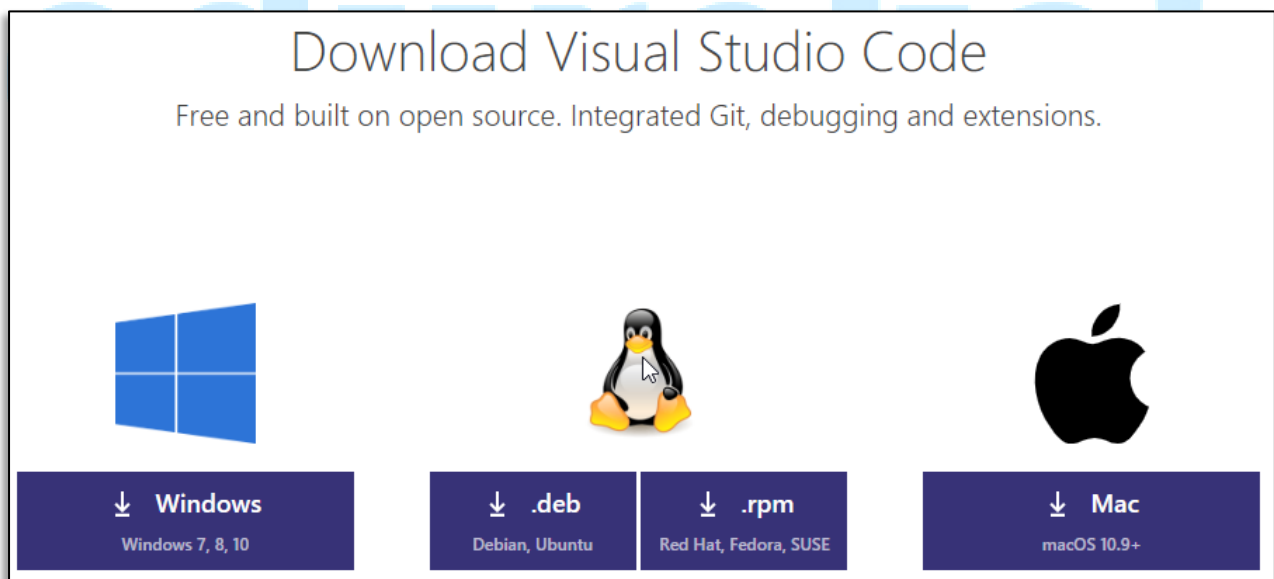 Download Visual Studio Code
Free and built on open source. Integrated Git, debugging and extensions.
Windows
Windows 7, 8, 10
.deb
Debian, Ubuntu
.rpm
Red Hat, Fedora, SUSE
Mac
macOS 10.9+